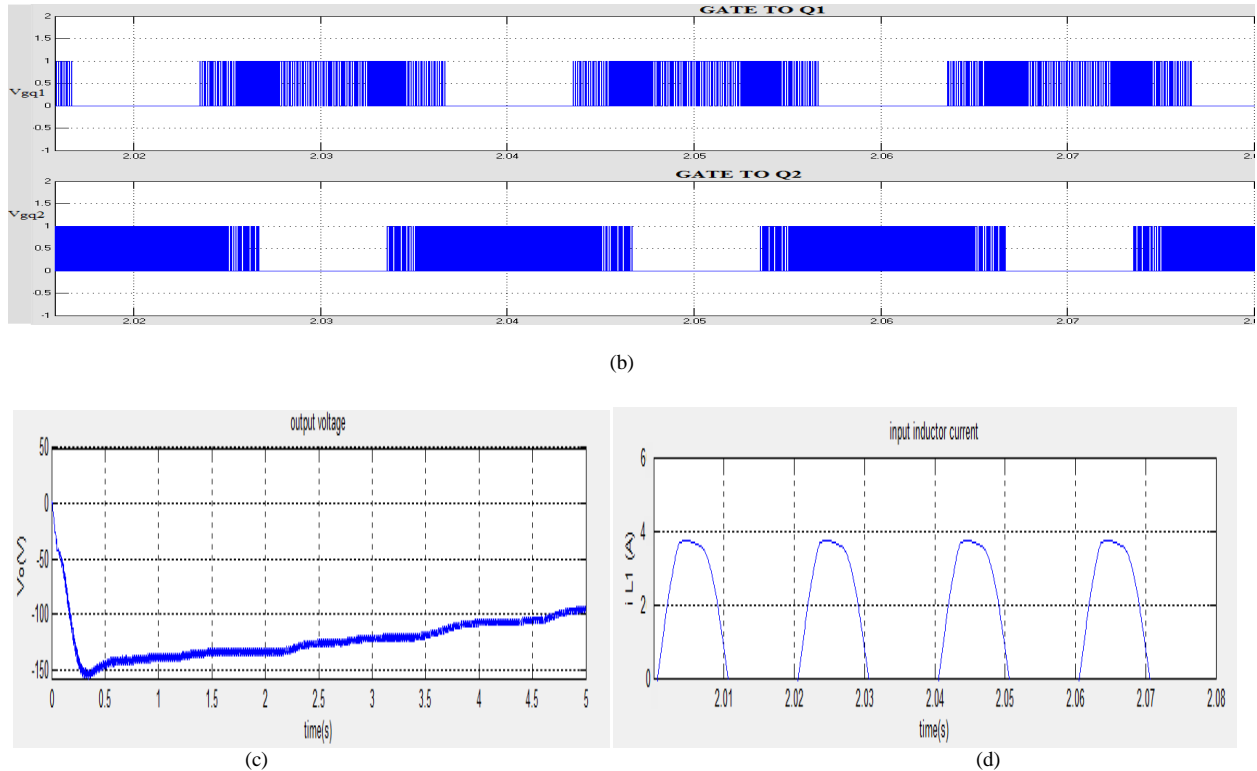 GATE TO Q1
2
1.5
1
0.5
Vgq1
0
-0.5
-1
2.02 2.03 2.04 2.05 2.06 2.07 2.0
GATE TO Q2
2
1.5
Vgq2
1
0.5
0
-0.5
-1
2.02 2.03 2.04 2.05 2.06 2.07 2.0
(b)
output voltage
50
0
-50
-100
-150
Vo(V)
0 0.5 1 1.5 2 2.5 3 3.5 4 4.5 5
time(s)
(c)
input inductor current
6
4
2
0
i L1 (A)
2.01 2.02 2.03 2.04 2.05 2.06 2.07 2.08
time(s)
(d)